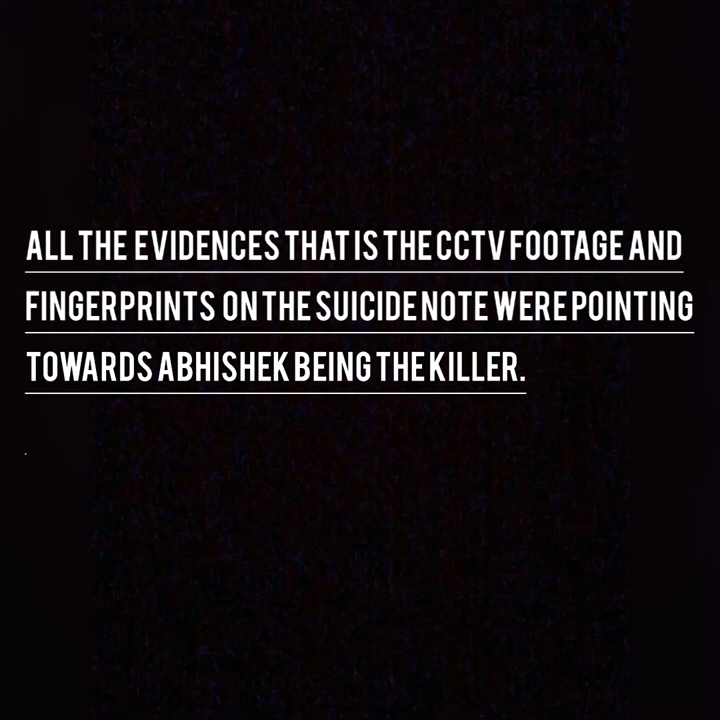 ALL THE EVIDENCES THAT IS THE CCTV FOOTAGE AND
FINGERPRINTS ON THE SUICIDE NOTE WERE POINTING
TOWARDS ABHISHEK BEING THE KILLER.
.